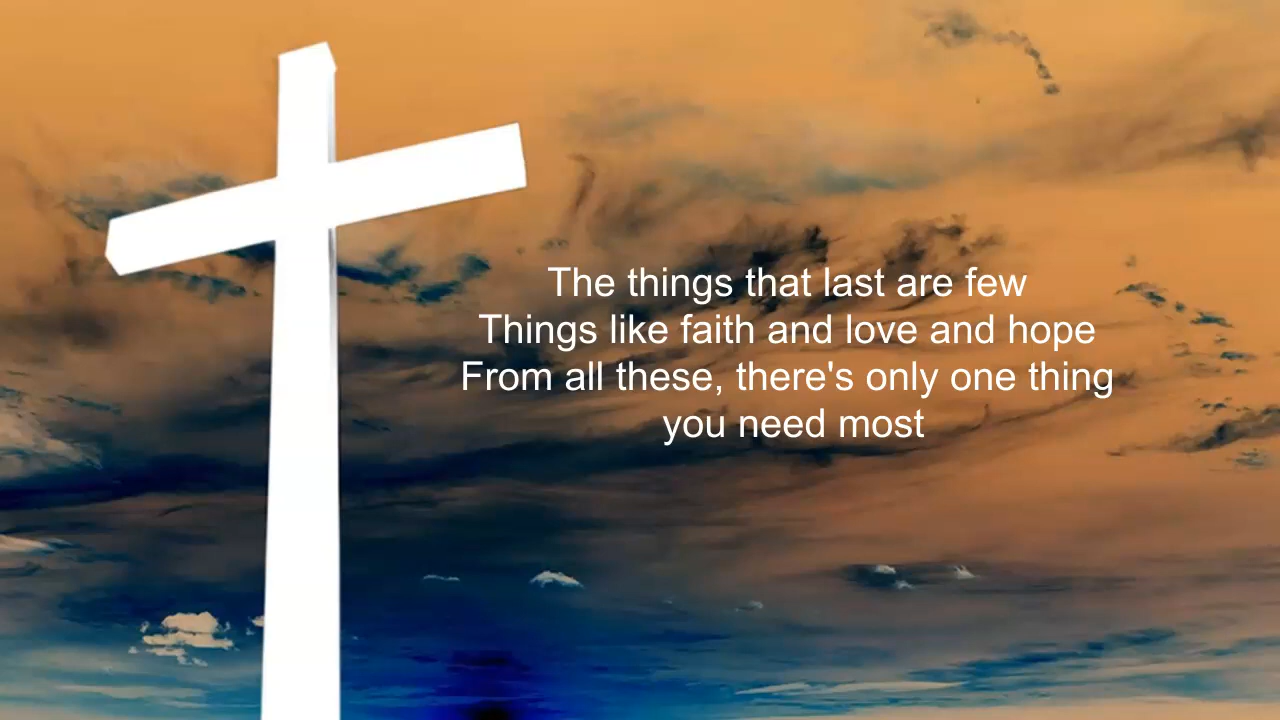 The things that last are few
Things like faith and love and hope
From all these, there's only one thing
you need most